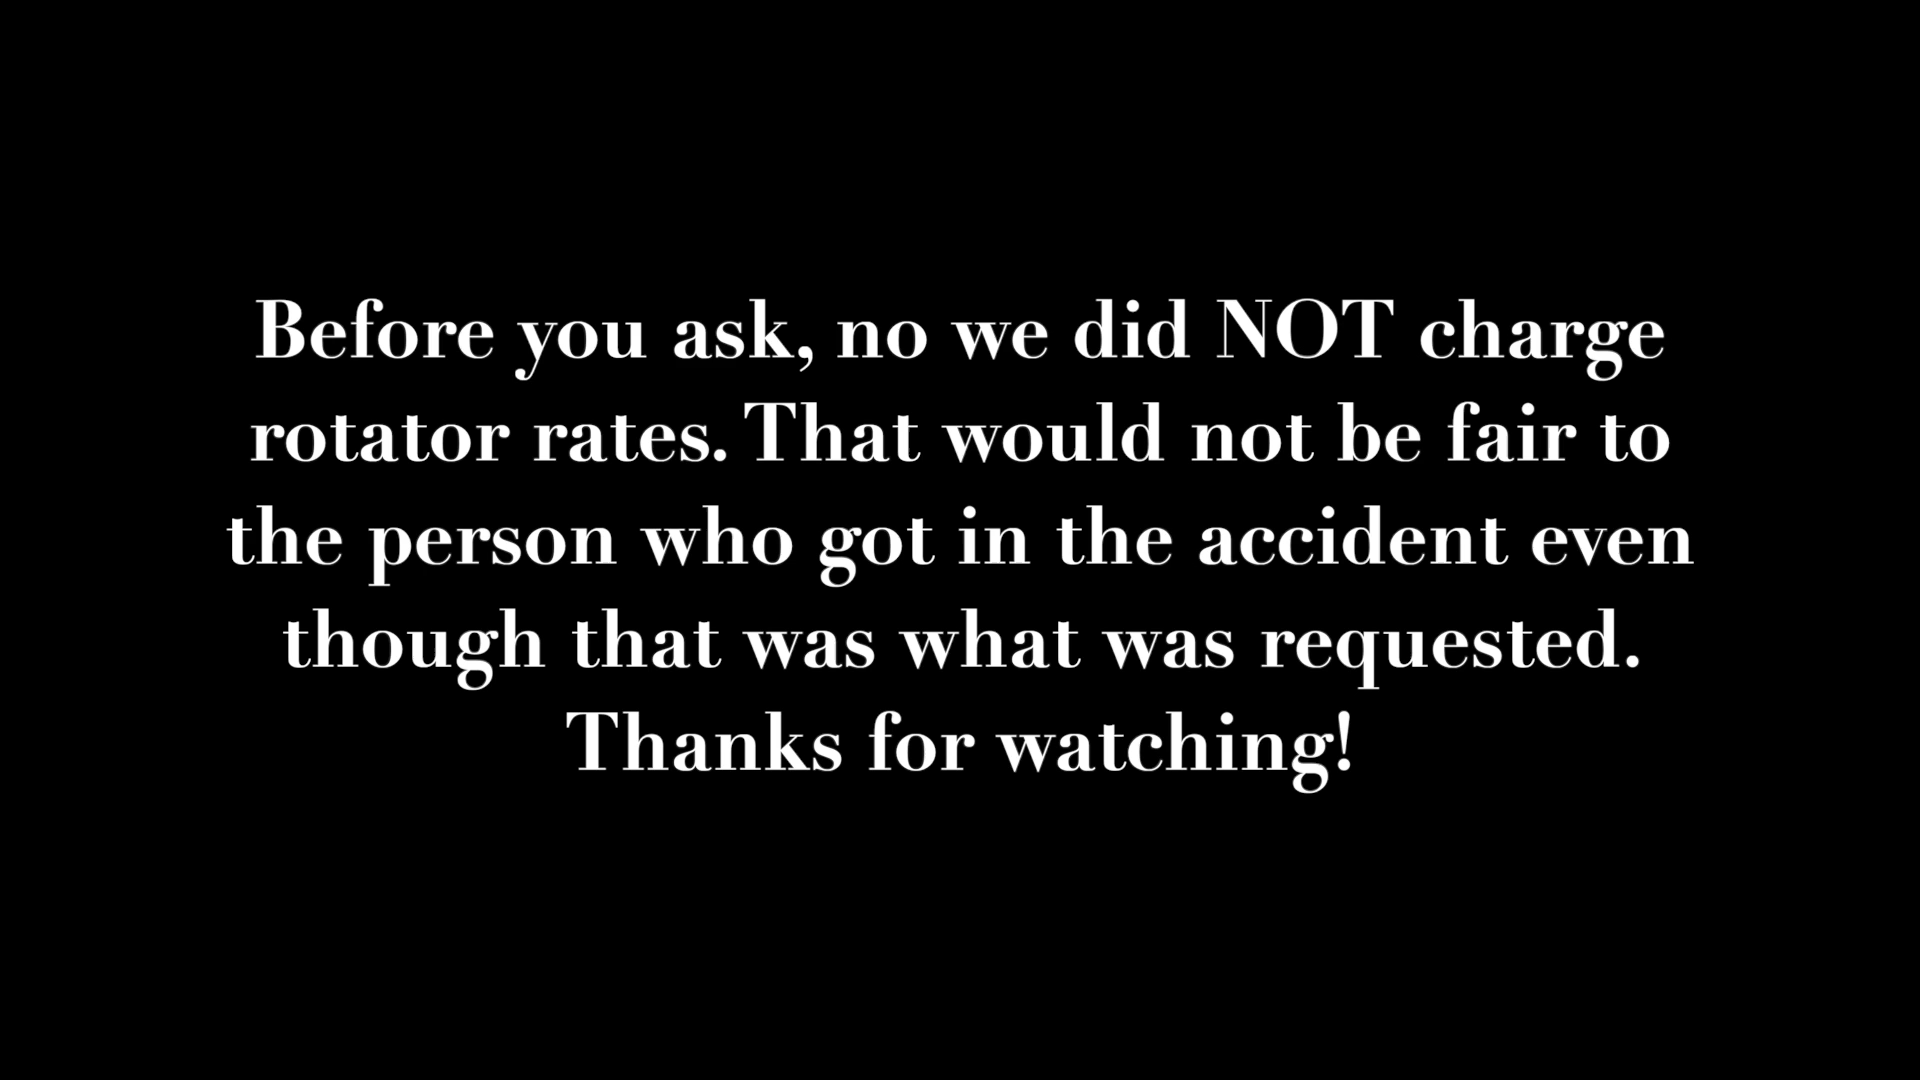 Before you ask, no we did NOT charge
rotator rates. That would not be fair to
the person who got in the accident even
though that was what was requested.
Thanks for watching!